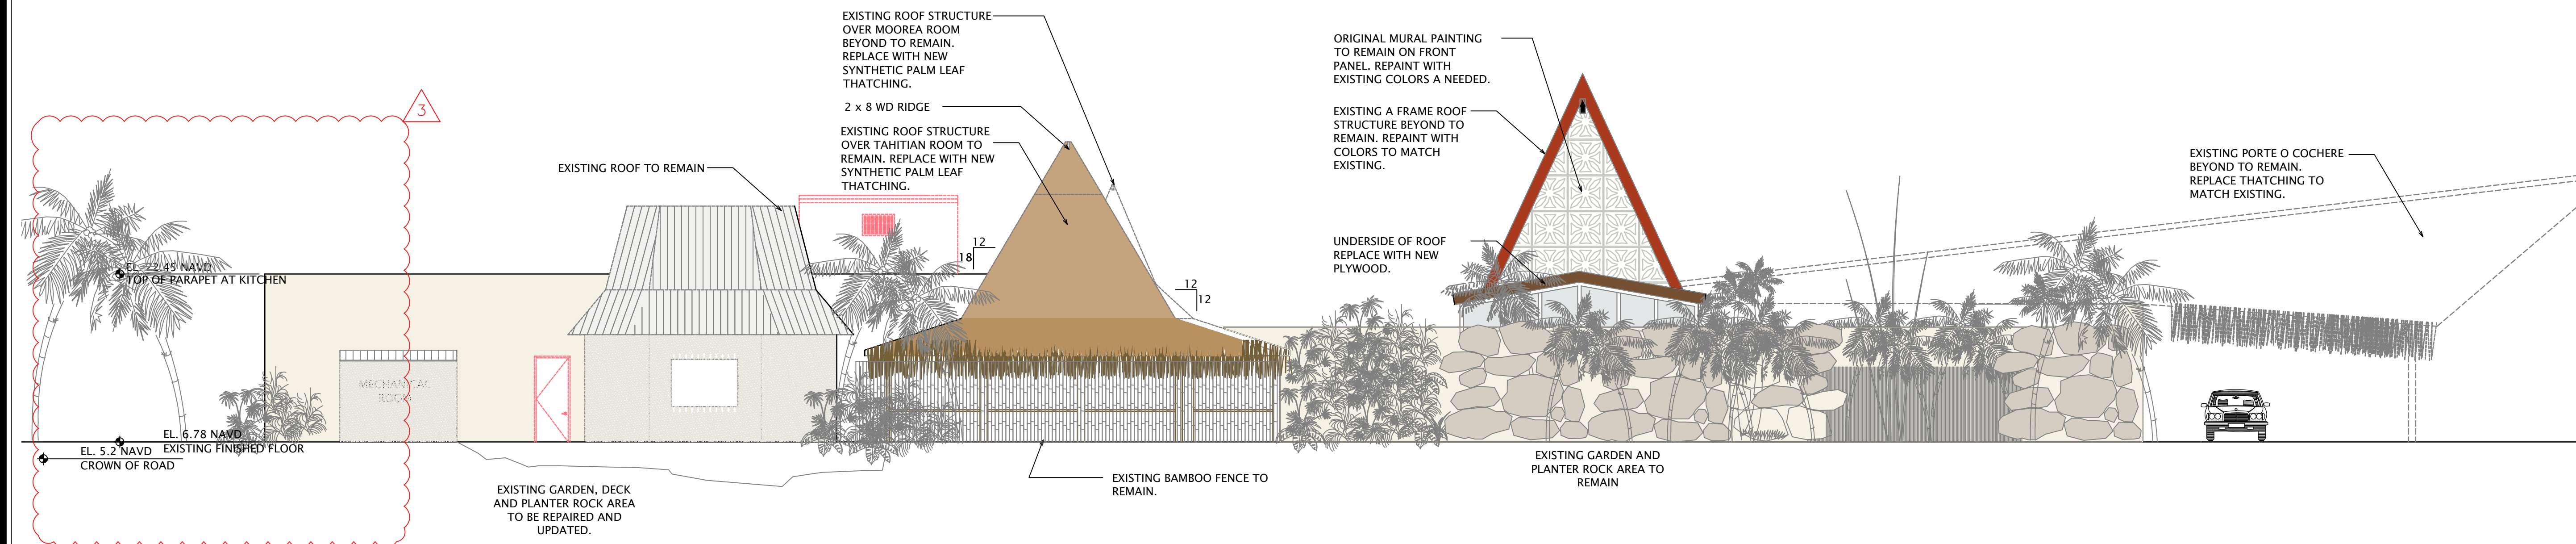 EXISTING ROOF STRUCTURE
OVER MOOREA ROOM
BEYOND TO REMAIN.
REPLACE WITH NEW
SYNTHETIC PALM LEAF
THATCHING.
2 x 8 WD RIDGE
EXISTING ROOF STRUCTURE
OVER TAHITIAN ROOM TO
REMAIN. REPLACE WITH NEW
SYNTHETIC PALM LEAF
THATCHING.
ORIGINAL MURAL PAINTING
TO REMAIN ON FRONT
PANEL. REPAINT WITH
EXISTING COLORS A NEEDED.
EXISTING A FRAME ROOF
STRUCTURE BEYOND TO
REMAIN. REPAINT WITH
COLORS TO MATCH
EXISTING.
UNDERSIDE OF ROOF
REPLACE WITH NEW
PLYWOOD.
EXISTING PORTE O COCHERE
BEYOND TO REMAIN.
REPLACE THATCHING TO
MATCH EXISTING.
3
EXISTING ROOF TO REMAIN
12
18
12
12
EL. 22.45 NAVD
TOP OF PARAPET AT KITCHEN
MECHANICAL
ROOM
EL. 6.78 NAVD
EXISTING FINISHED FLOOR
EL. 5.2 NAVD
CROWN OF ROAD
EXISTING GARDEN, DECK
AND PLANTER ROCK AREA
TO BE REPAIRED AND
UPDATED.
EXISTING BAMBOO FENCE TO
REMAIN.
EXISTING GARDEN AND
PLANTER ROCK AREA TO
REMAIN